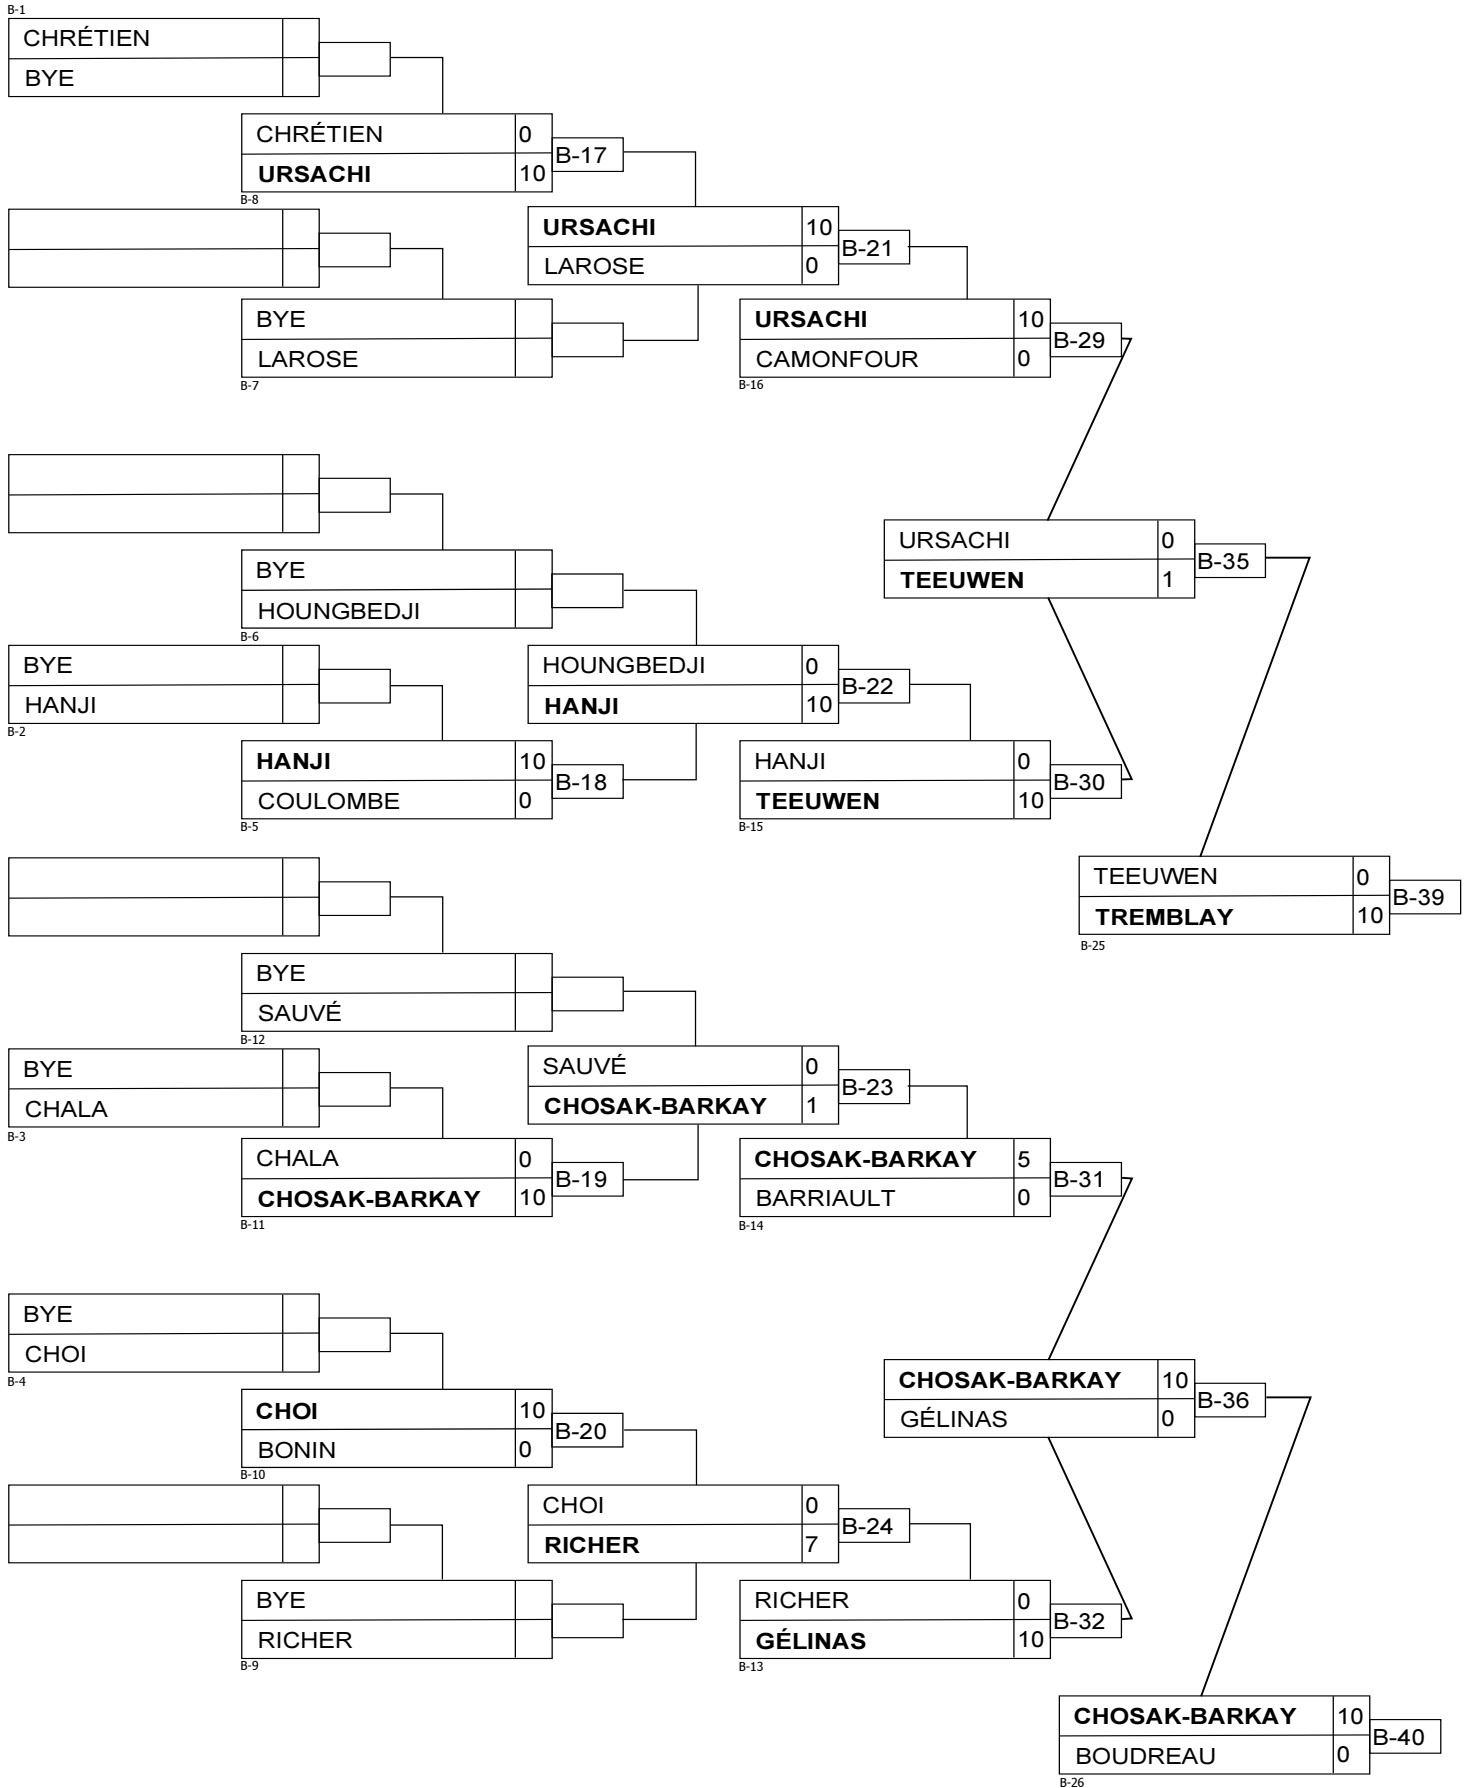 B-1
CHRÉTIEN
BYE
CHRÉTIEN 0
URSACHI 10
B-17
B-8
URSACHI 10
LAROSE 0
B-21
BYE
LAROSE
B-7
URSACHI 10
CAMONFOUR 0
B-29
B-16
URSACHI 0
TEEUWEN 1
B-35
BYE
HOUNGBEDJI
B-6
BYE
HANJI
B-2
HOUNGBEDJI 0
HANJI 10
B-22
HANJI 10
COULOMBE 0
B-18
B-5
HANJI 0
TEEUWEN 10
B-30
B-15
TEEUWEN 0
TREMBLAY 10
B-39
B-25
BYE
SAUVÉ
B-12
BYE
CHALA
B-3
SAUVÉ 0
CHOSAK-BARKAY 1
B-23
CHALA 0
CHOSAK-BARKAY 10
B-19
B-11
CHOSAK-BARKAY 5
BARRIAULT 0
B-31
B-14
BYE
CHOI
B-4
CHOSAK-BARKAY 10
GÉLINAS 0
B-36
CHOI 10
BONIN 0
B-20
B-10
CHOI 0
RICHER 7
B-24
BYE
RICHER
B-9
RICHER 0
GÉLINAS 10
B-32
B-13
CHOSAK-BARKAY 10
BOUDREAU 0
B-40
B-26